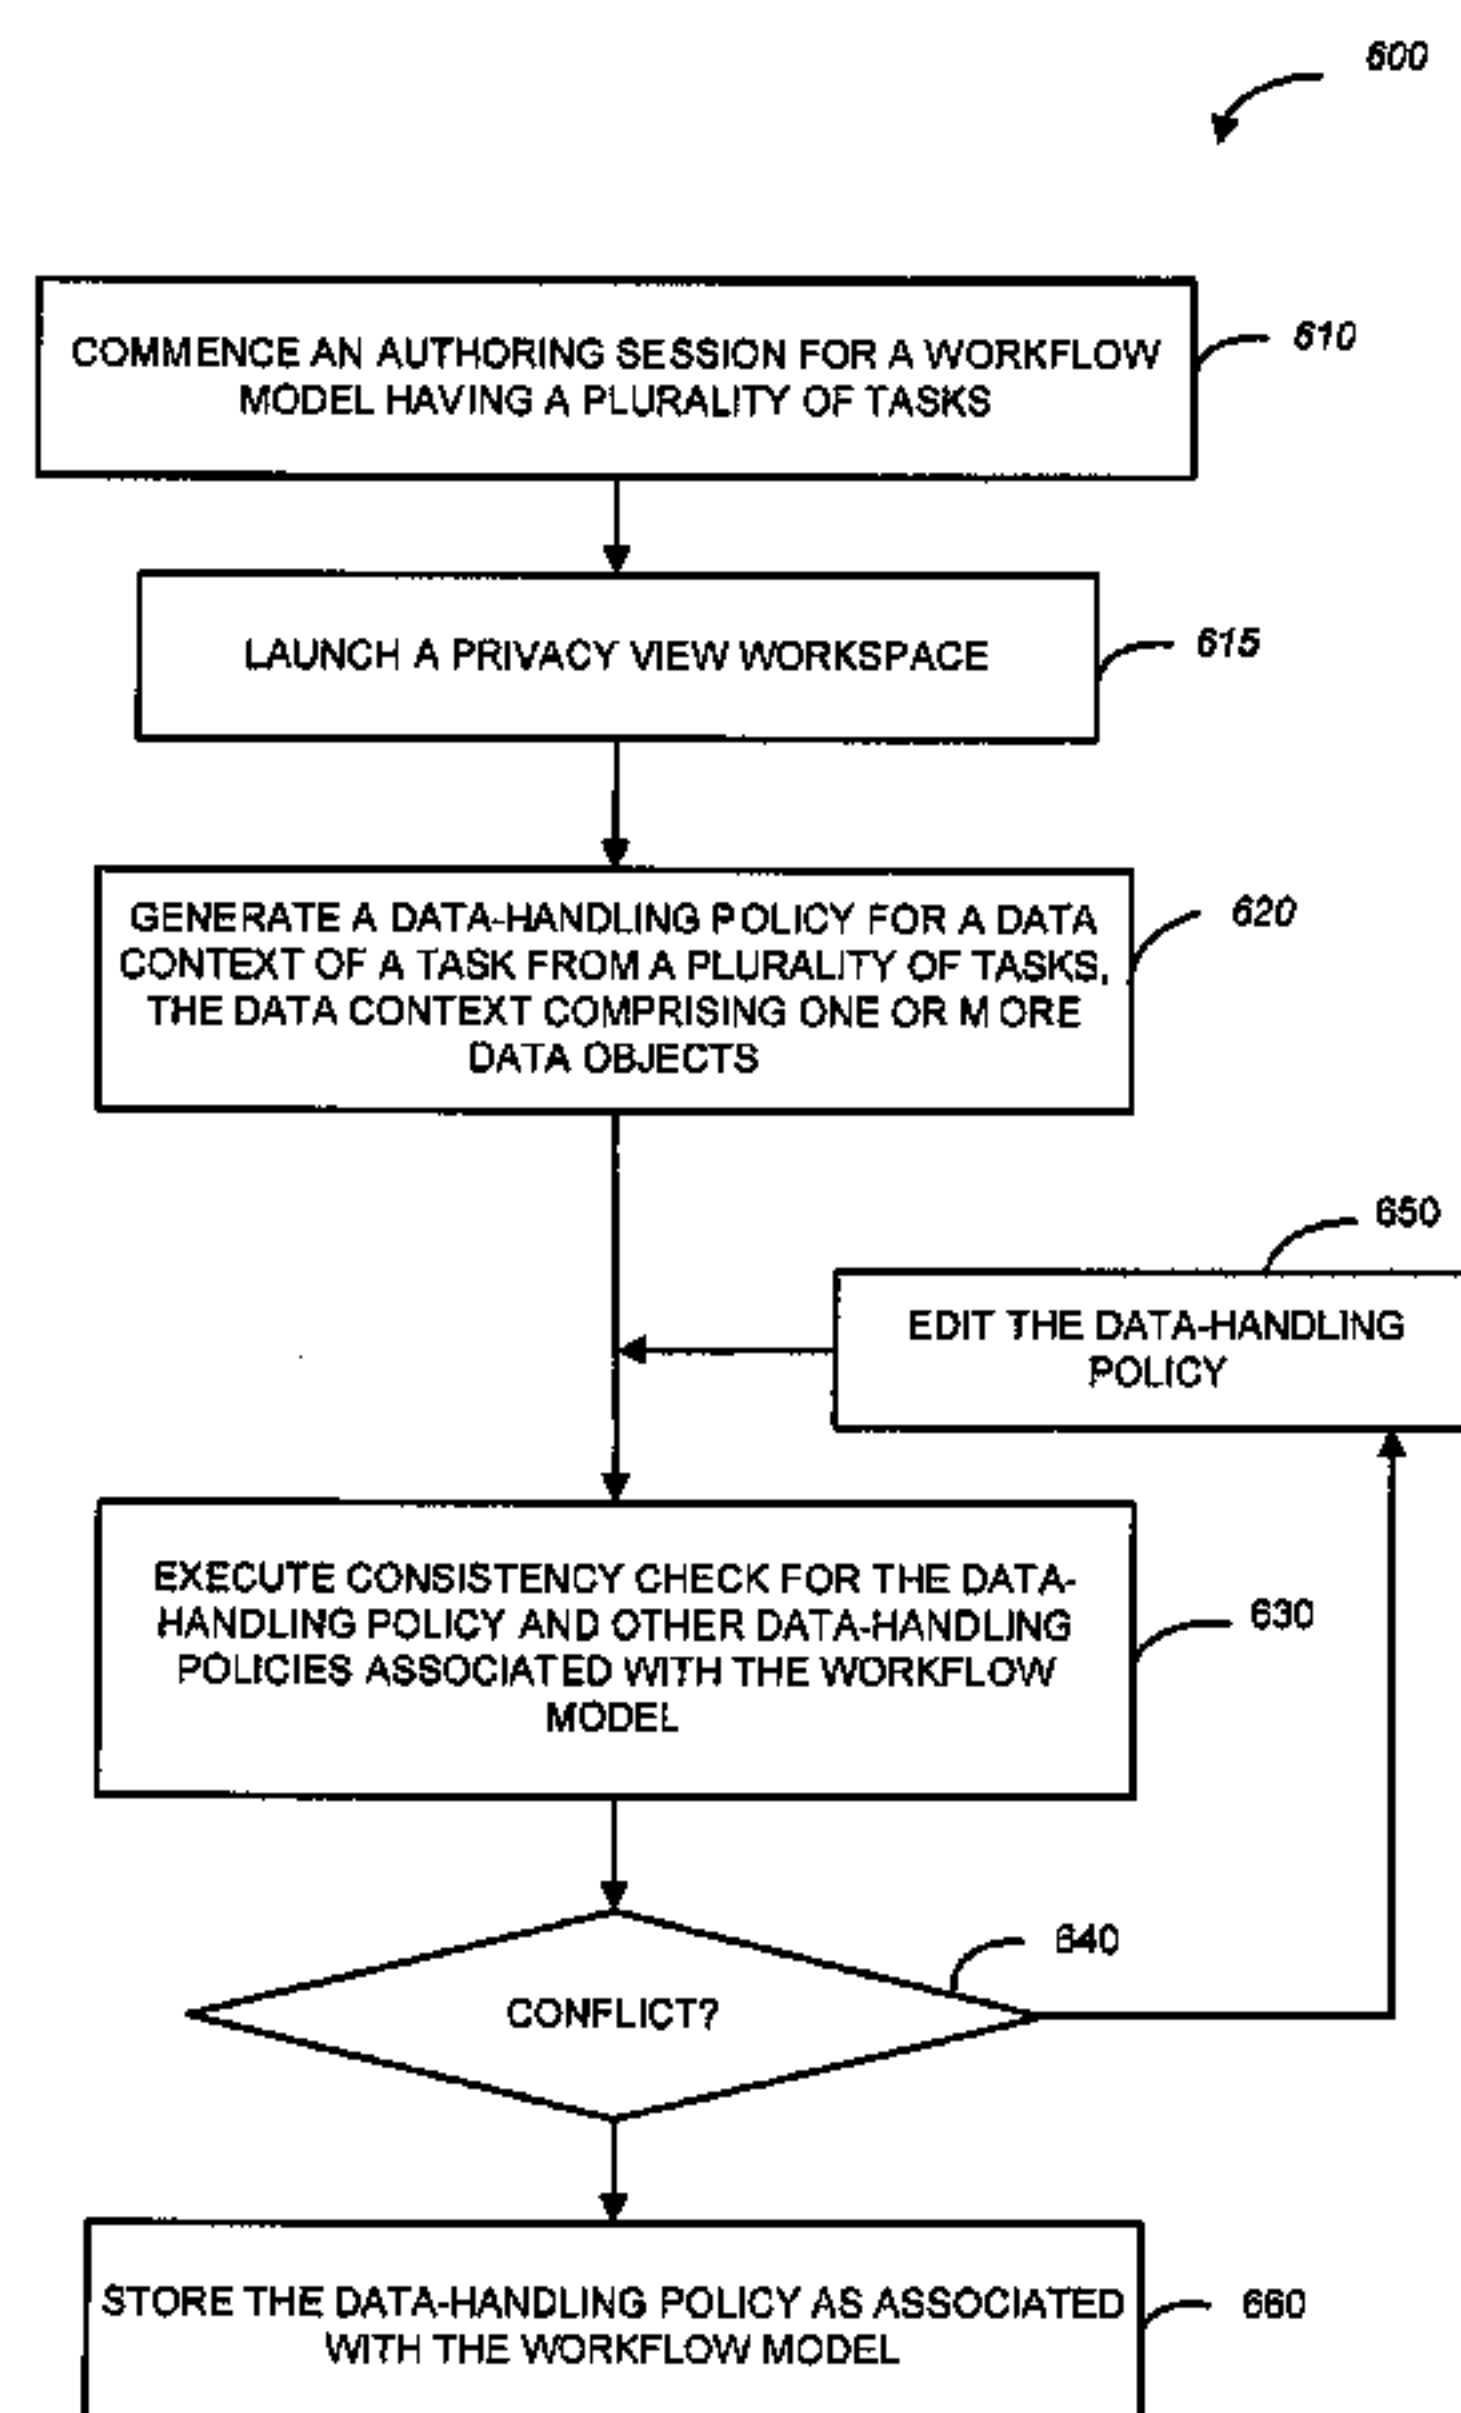 600
COMMENCE AN AUTHORING SESSION FOR A WORKFLOW
MODEL HAVING A PLURALITY OF TASKS
610
LAUNCH A PRIVACY VIEW WORKSPACE
615
GENERATE A DATA-HANDLING POLICY FOR A DATA
CONTEXT OF A TASK FROM A PLURALITY OF TASKS,
THE DATA CONTEXT COMPRISING ONE OR MORE
DATA OBJECTS
620
650
EDIT THE DATA-HANDLING
POLICY
EXECUTE CONSISTENCY CHECK FOR THE DATA-
HANDLING POLICY AND OTHER DATA-HANDLING
POLICIES ASSOCIATED WITH THE WORKFLOW
MODEL
630
640
CONFLICT?
STORE THE DATA-HANDLING POLICY AS ASSOCIATED
WITH THE WORKFLOW MODEL
660